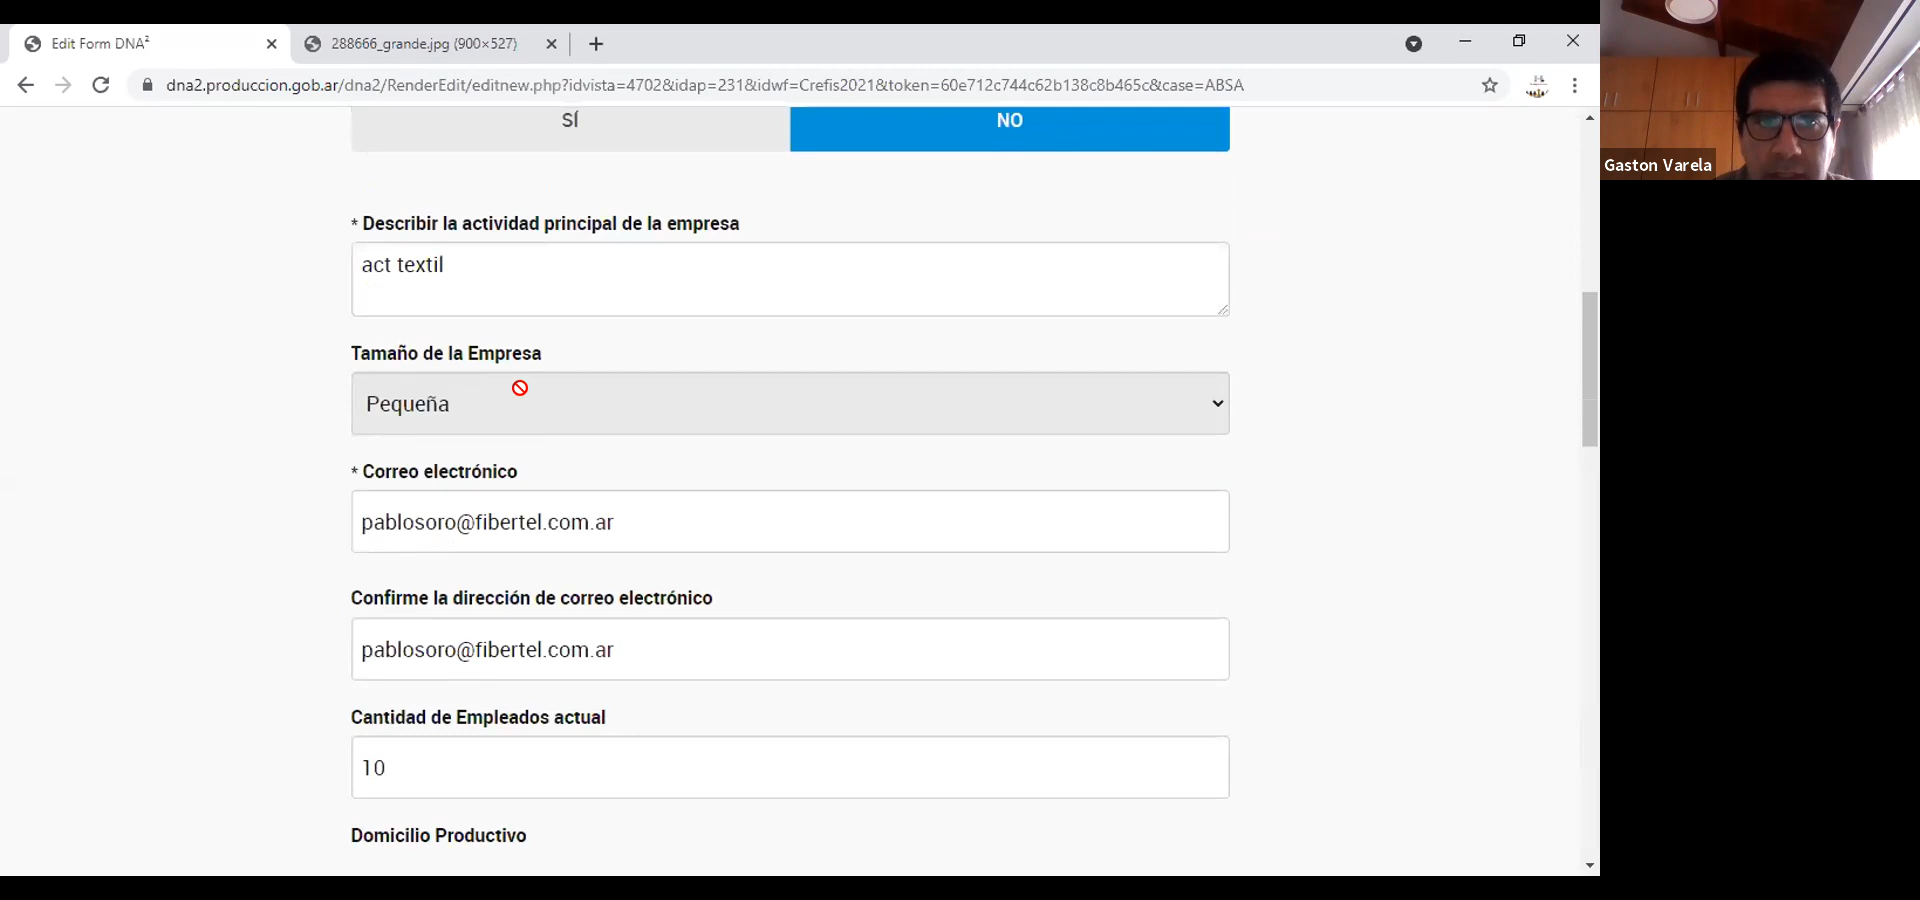 Edit Form DNA²
288666_grande.jpg (900×527)
dna2.produccion.gob.ar/dna2/RenderEdit/editnew.php?idvista=4702&idap=231&idwf=Crefis2021&token=60e712c744c62b138c8b465c&case=ABSA
SÍ
NO
Gaston Varela
* Describir la actividad principal de la empresa
act textil
Tamaño de la Empresa
Pequeña
* Correo electrónico
pablosoro@fibertel.com.ar
Confirme la dirección de correo electrónico
pablosoro@fibertel.com.ar
Cantidad de Empleados actual
10
Domicilio Productivo